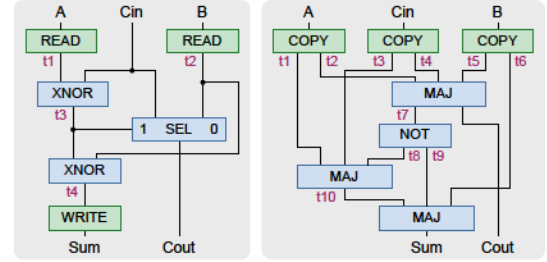 A Cin B
READ READ
t1 t2
XNOR
t3
1 SEL 0
XNOR
t4
WRITE
Sum Cout
A Cin B
COPY COPY COPY
t1 t2 t3 t4 t5 t6
MAJ
t7
NOT
t8 t9
MAJ
t10
MAJ
Sum Cout